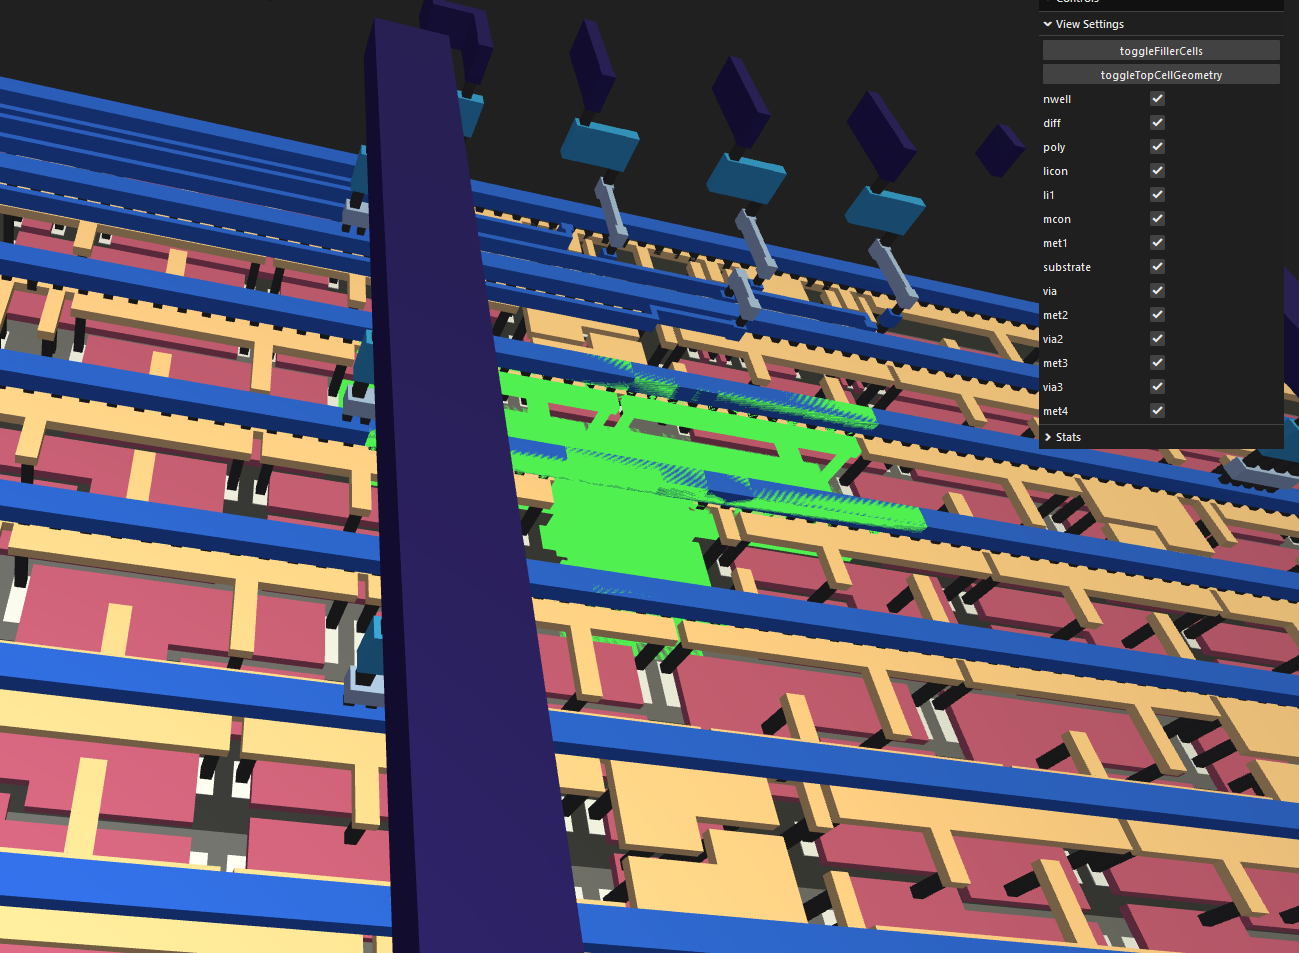 Controls
View Settings
toggleFillerCells
toggleTopCellGeometry
nwell
diff
poly
licon
li1
mcon
met1
substrate
via
met2
via2
met3
via3
met4
Stats